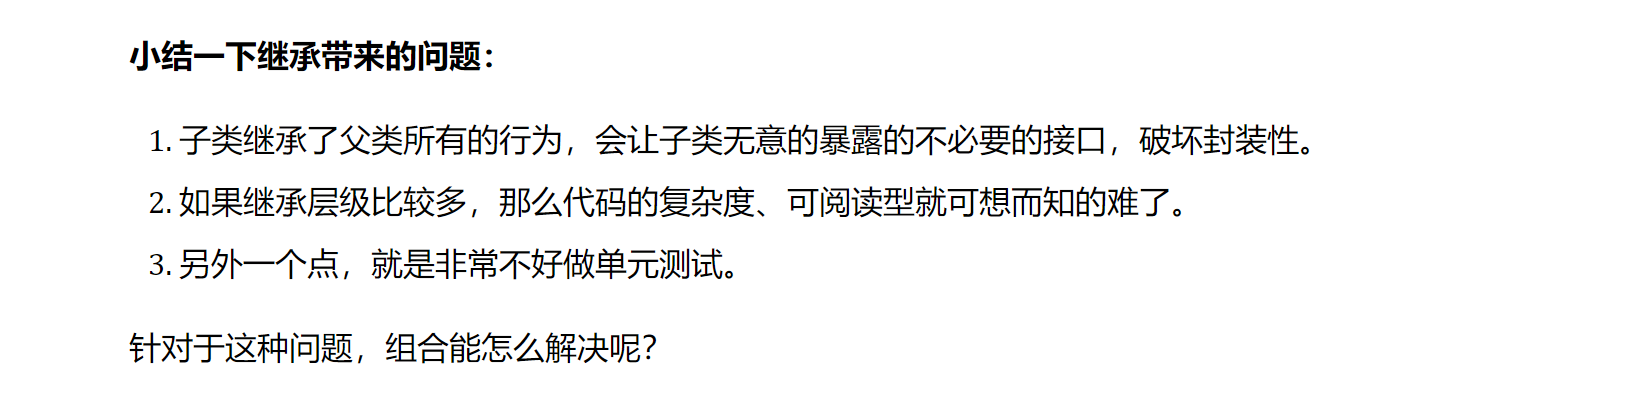 小结一下继承带来的问题：
1. 子类继承了父类所有的行为，会让子类无意的暴露的不必要的接口，破坏封装性。
2. 如果继承层级比较多，那么代码的复杂度、可阅读型就可想而知的难了。
3. 另外一个点，就是非常不好做单元测试。
针对于这种问题，组合能怎么解决呢？